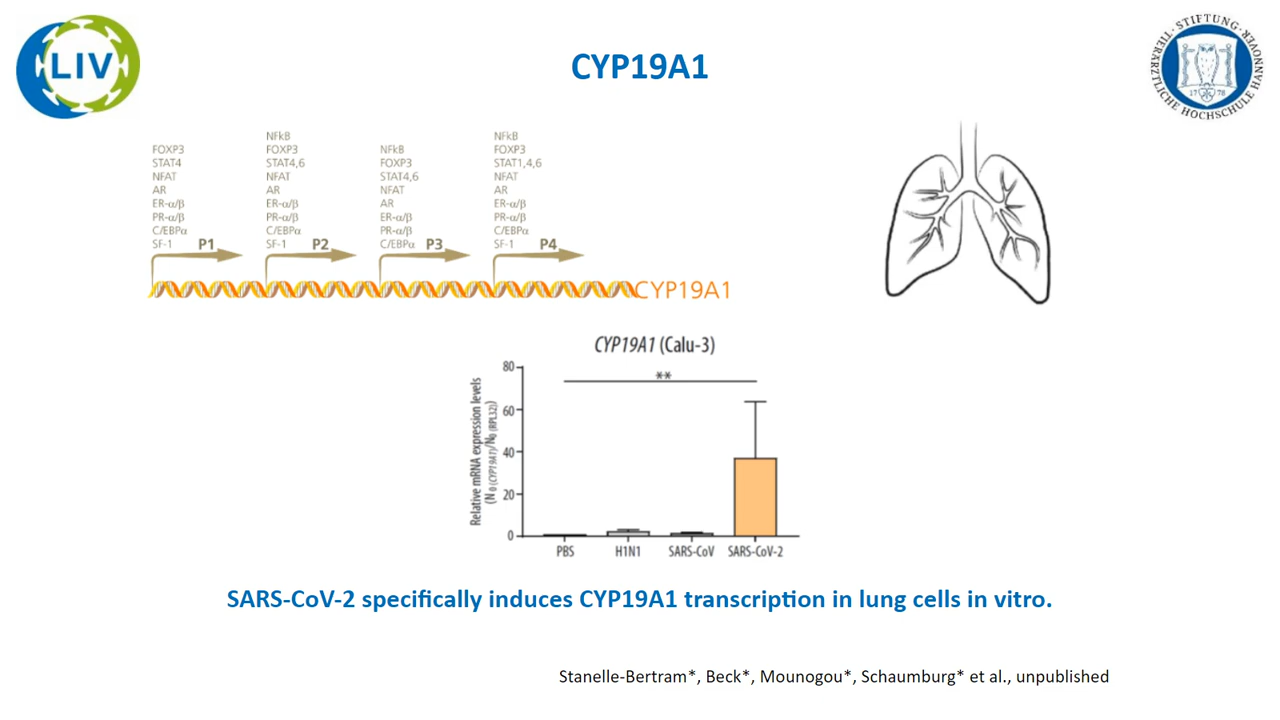 LIV
CYP19A1
STIFTUNG
TIERÄRZTLICHE HOCHSCHULE HANNOVER
1778
FOXP3
STAT4
NFAT
AR
ER-α/β
PR-α/β
C/EBPα
SF-1
P1
NFkB
FOXP3
STAT4,6
NFAT
AR
ER-α/β
PR-α/β
C/EBPα
SF-1
P2
NFkB
FOXP3
STAT4,6
NFAT
AR
ER-α/β
PR-α/β
C/EBPα
P3
NFkB
FOXP3
STAT1,4,6
NFAT
AR
ER-α/β
PR-α/β
C/EBPα
SF-1
P4
CYP19A1
CYP19A1 (Calu-3)
Relative mRNA expression levels
(N0 (CYP19A1)/N0 (RPL32))
80
60
40
20
0
**
PBS
H1N1
SARS-CoV
SARS-CoV-2
SARS-CoV-2 specifically induces CYP19A1 transcription in lung cells in vitro.
Stanelle-Bertram*, Beck*, Mounogou*, Schaumburg* et al., unpublished